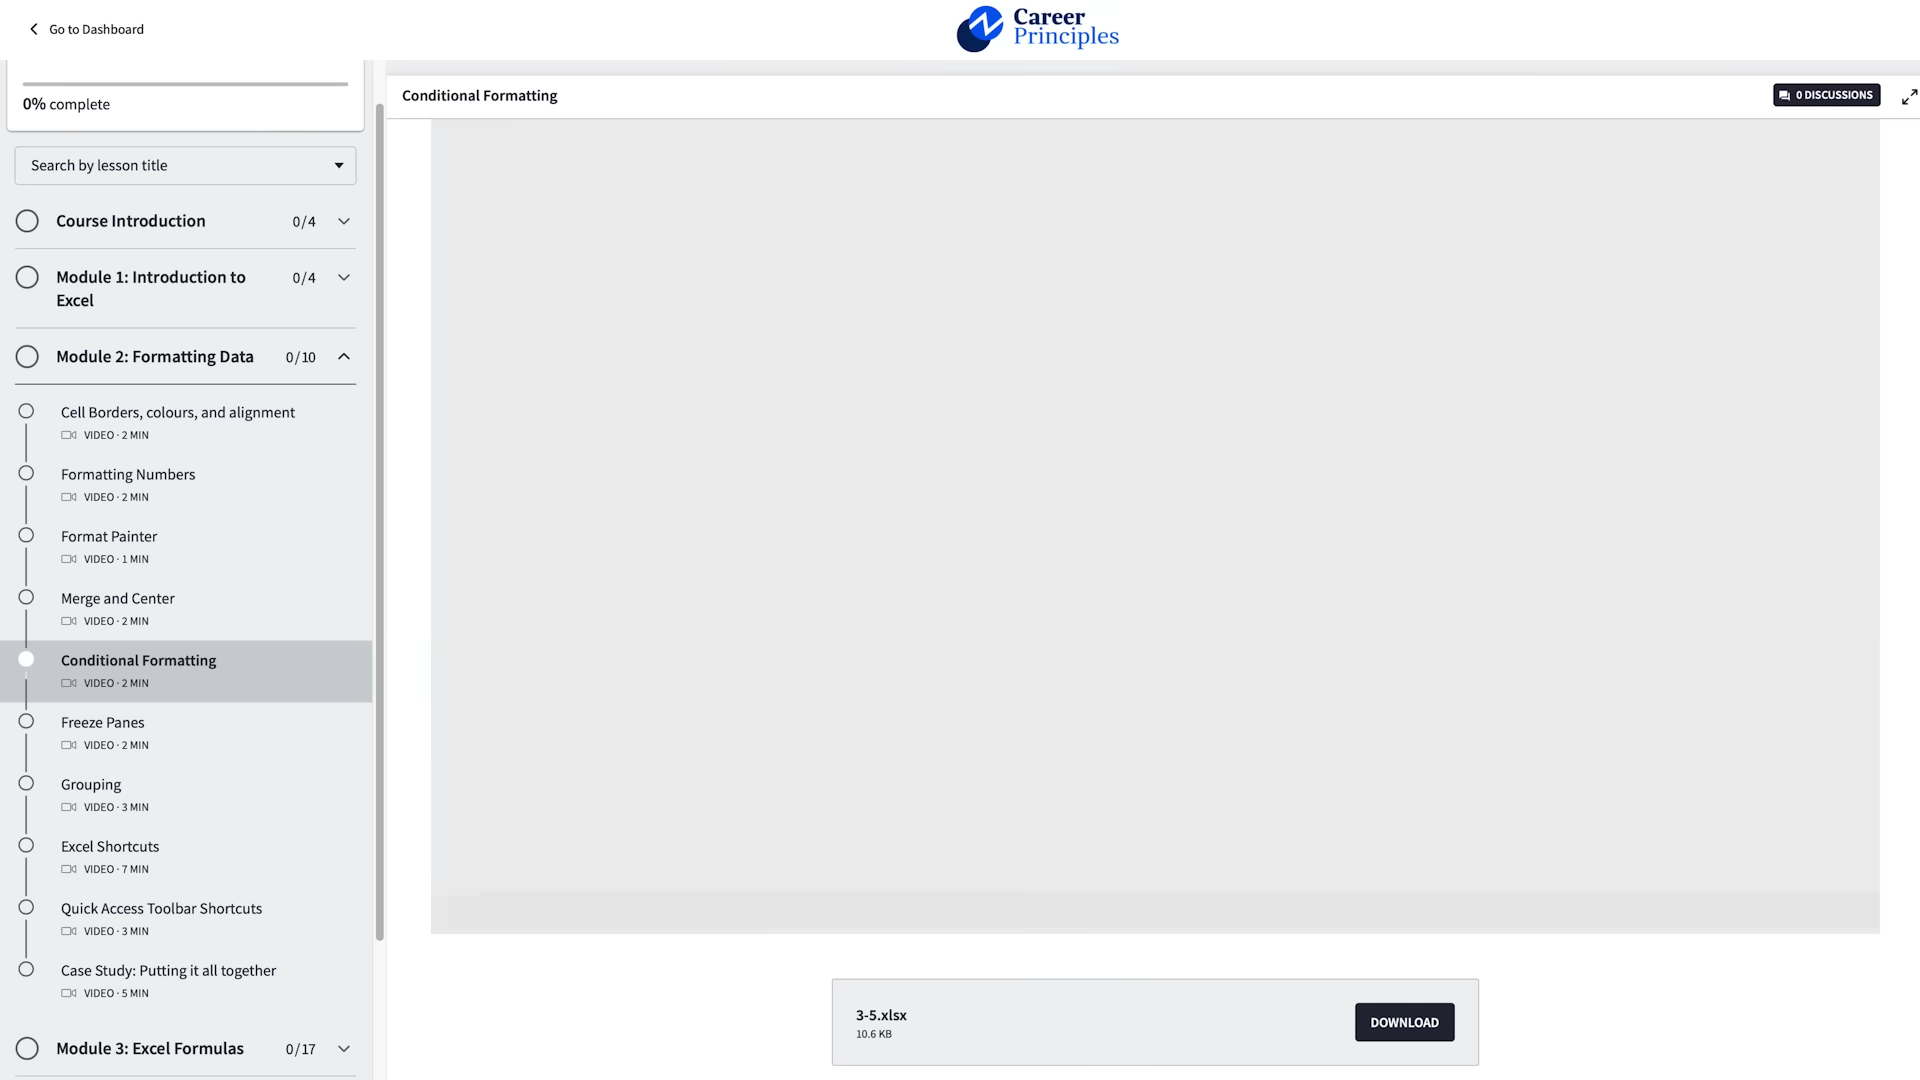 Go to Dashboard
Career
Principles
0% complete
Search by lesson title
Course Introduction 0/4
Module 1: Introduction to
Excel
0/4
Module 2: Formatting Data 0/10
Cell Borders, colours, and alignment
VIDEO · 2 MIN
Formatting Numbers
VIDEO · 2 MIN
Format Painter
VIDEO · 1 MIN
Merge and Center
VIDEO · 2 MIN
Conditional Formatting
VIDEO · 2 MIN
Freeze Panes
VIDEO · 2 MIN
Grouping
VIDEO · 3 MIN
Excel Shortcuts
VIDEO · 7 MIN
Quick Access Toolbar Shortcuts
VIDEO · 3 MIN
Case Study: Putting it all together
VIDEO · 5 MIN
Module 3: Excel Formulas 0/17
Conditional Formatting
0 DISCUSSIONS
3-5.xlsx
10.6 KB
DOWNLOAD